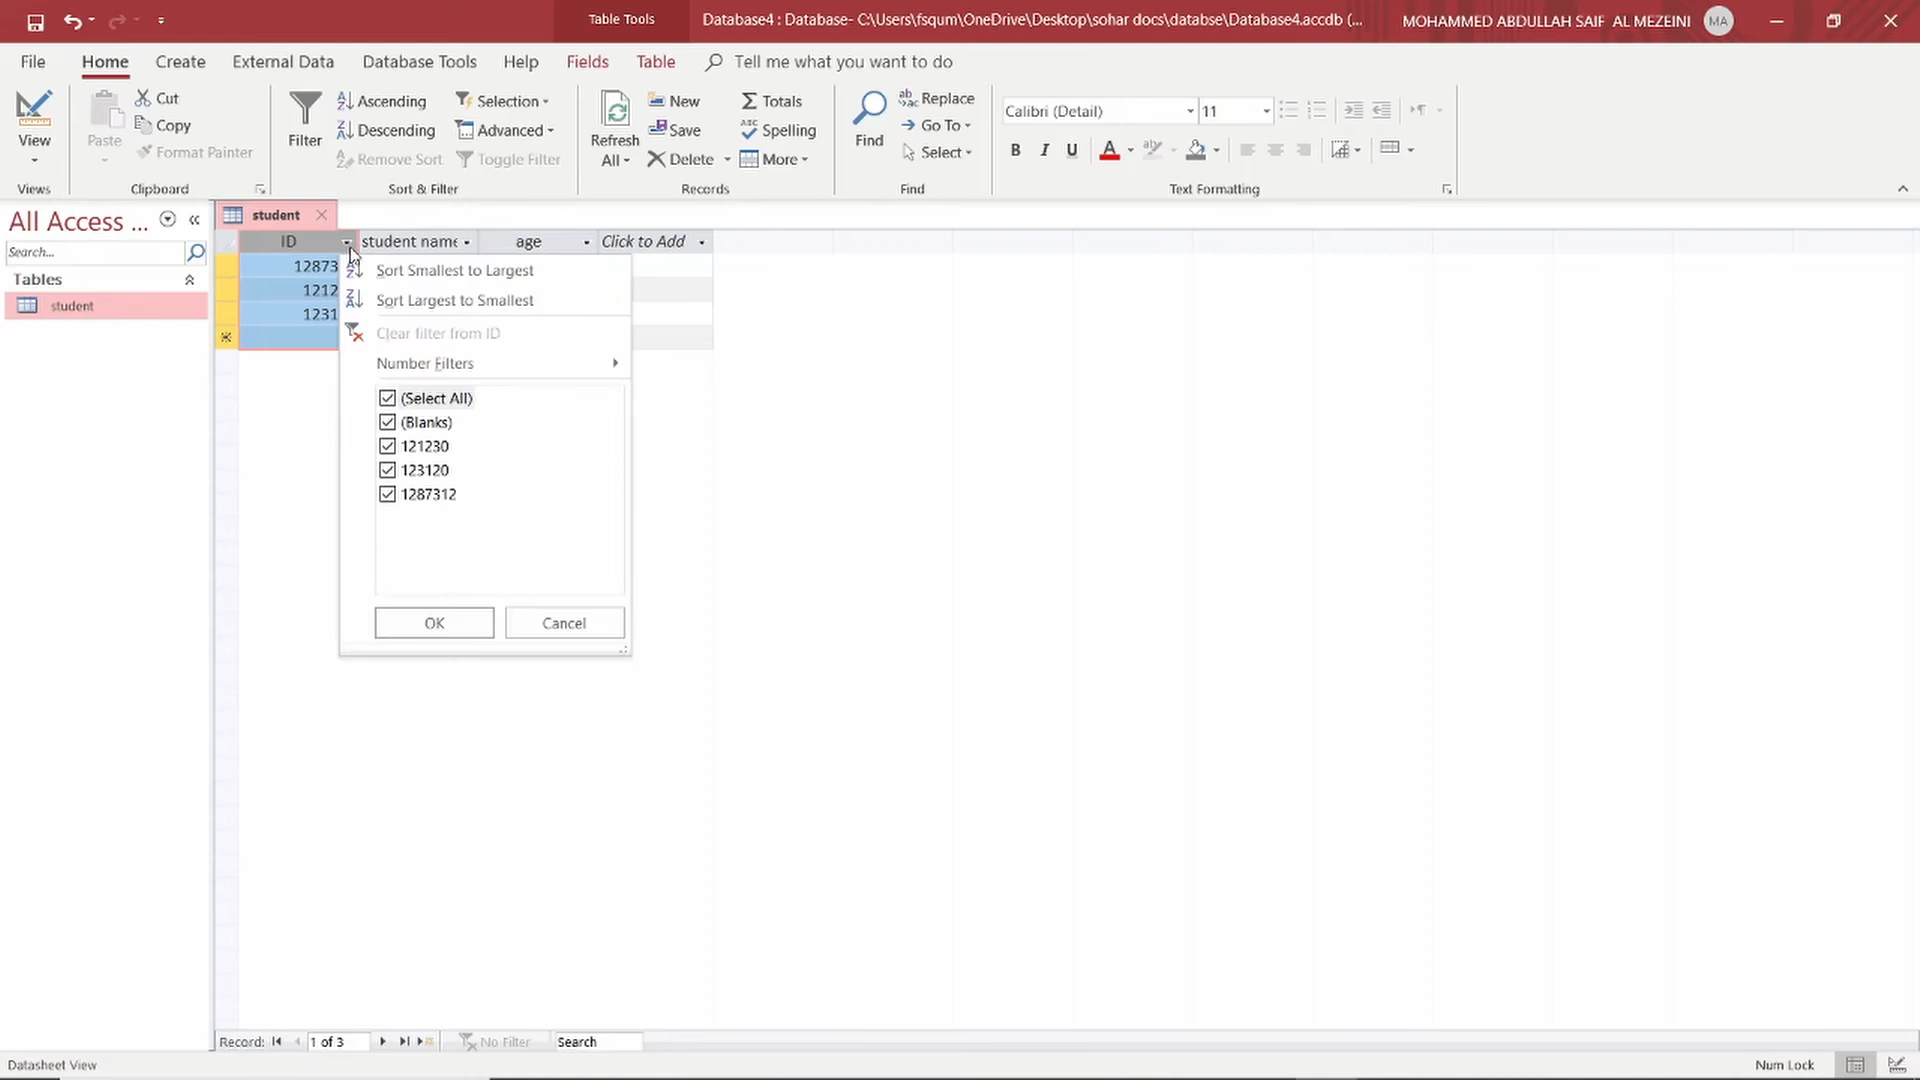 Table Tools
Database4 : Database- C:\Users\fsqum\OneDrive\Desktop\sohar docs\databse\Database4.accdb (...
MOHAMMED ABDULLAH SAIF AL MEZEINI
MA
File
Home
Create
External Data
Database Tools
Help
Fields
Table
Tell me what you want to do
View
Views
Paste
Cut
Copy
Format Painter
Clipboard
Filter
Ascending
Descending
Remove Sort
Selection
Advanced
Toggle Filter
Sort & Filter
Refresh
All
New
Save
Delete
Totals
Spelling
More
Records
Find
Replace
Go To
Select
Find
Calibri (Detail)
11
B I U
Text Formatting
All Access ...
Search...
Tables
student
student
ID
student name
age
Click to Add
12873
1212
1231
Sort Smallest to Largest
Sort Largest to Smallest
Clear filter from ID
Number Filters
(Select All)
(Blanks)
121230
123120
1287312
OK
Cancel
Record:
1 of 3
No Filter
Search
Datasheet View
Num Lock